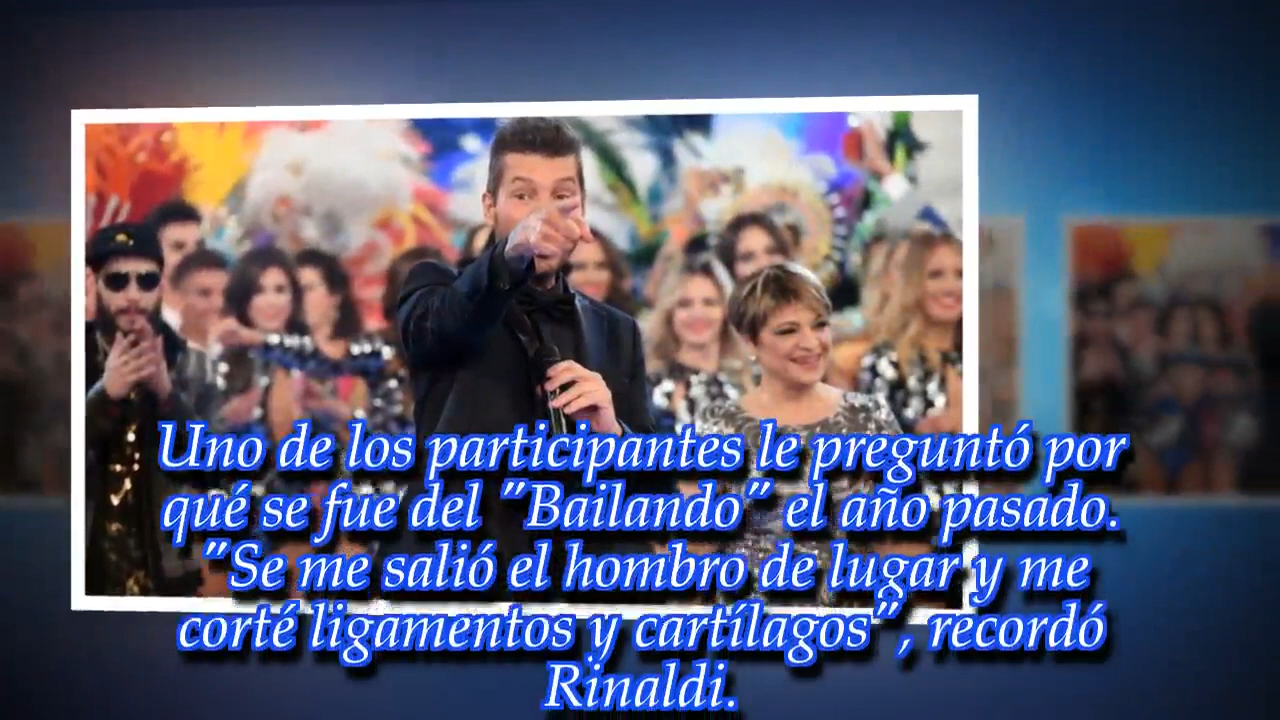 Uno de los participantes le preguntó por
qué se fue del "Bailando" el año pasado.
"Se me salió el hombro de lugar y me
corté ligamentos y cartílagos", recordó
Rinaldi.